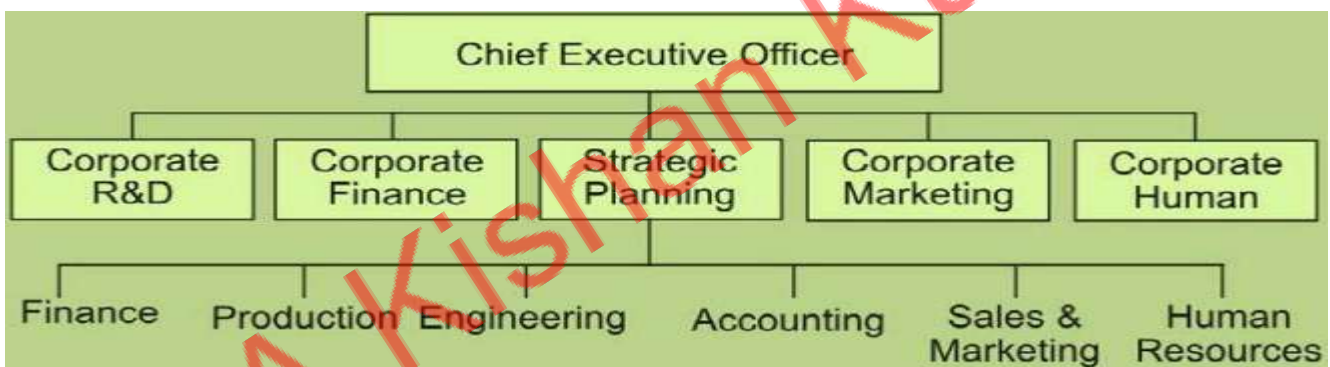 Chief Executive Officer
Corporate
R&D
Corporate
Finance
Strategic
Planning
Corporate
Marketing
Corporate
Human
Finance
Production
Engineering
Accounting
Sales &
Marketing
Human
Resources
A Kishan